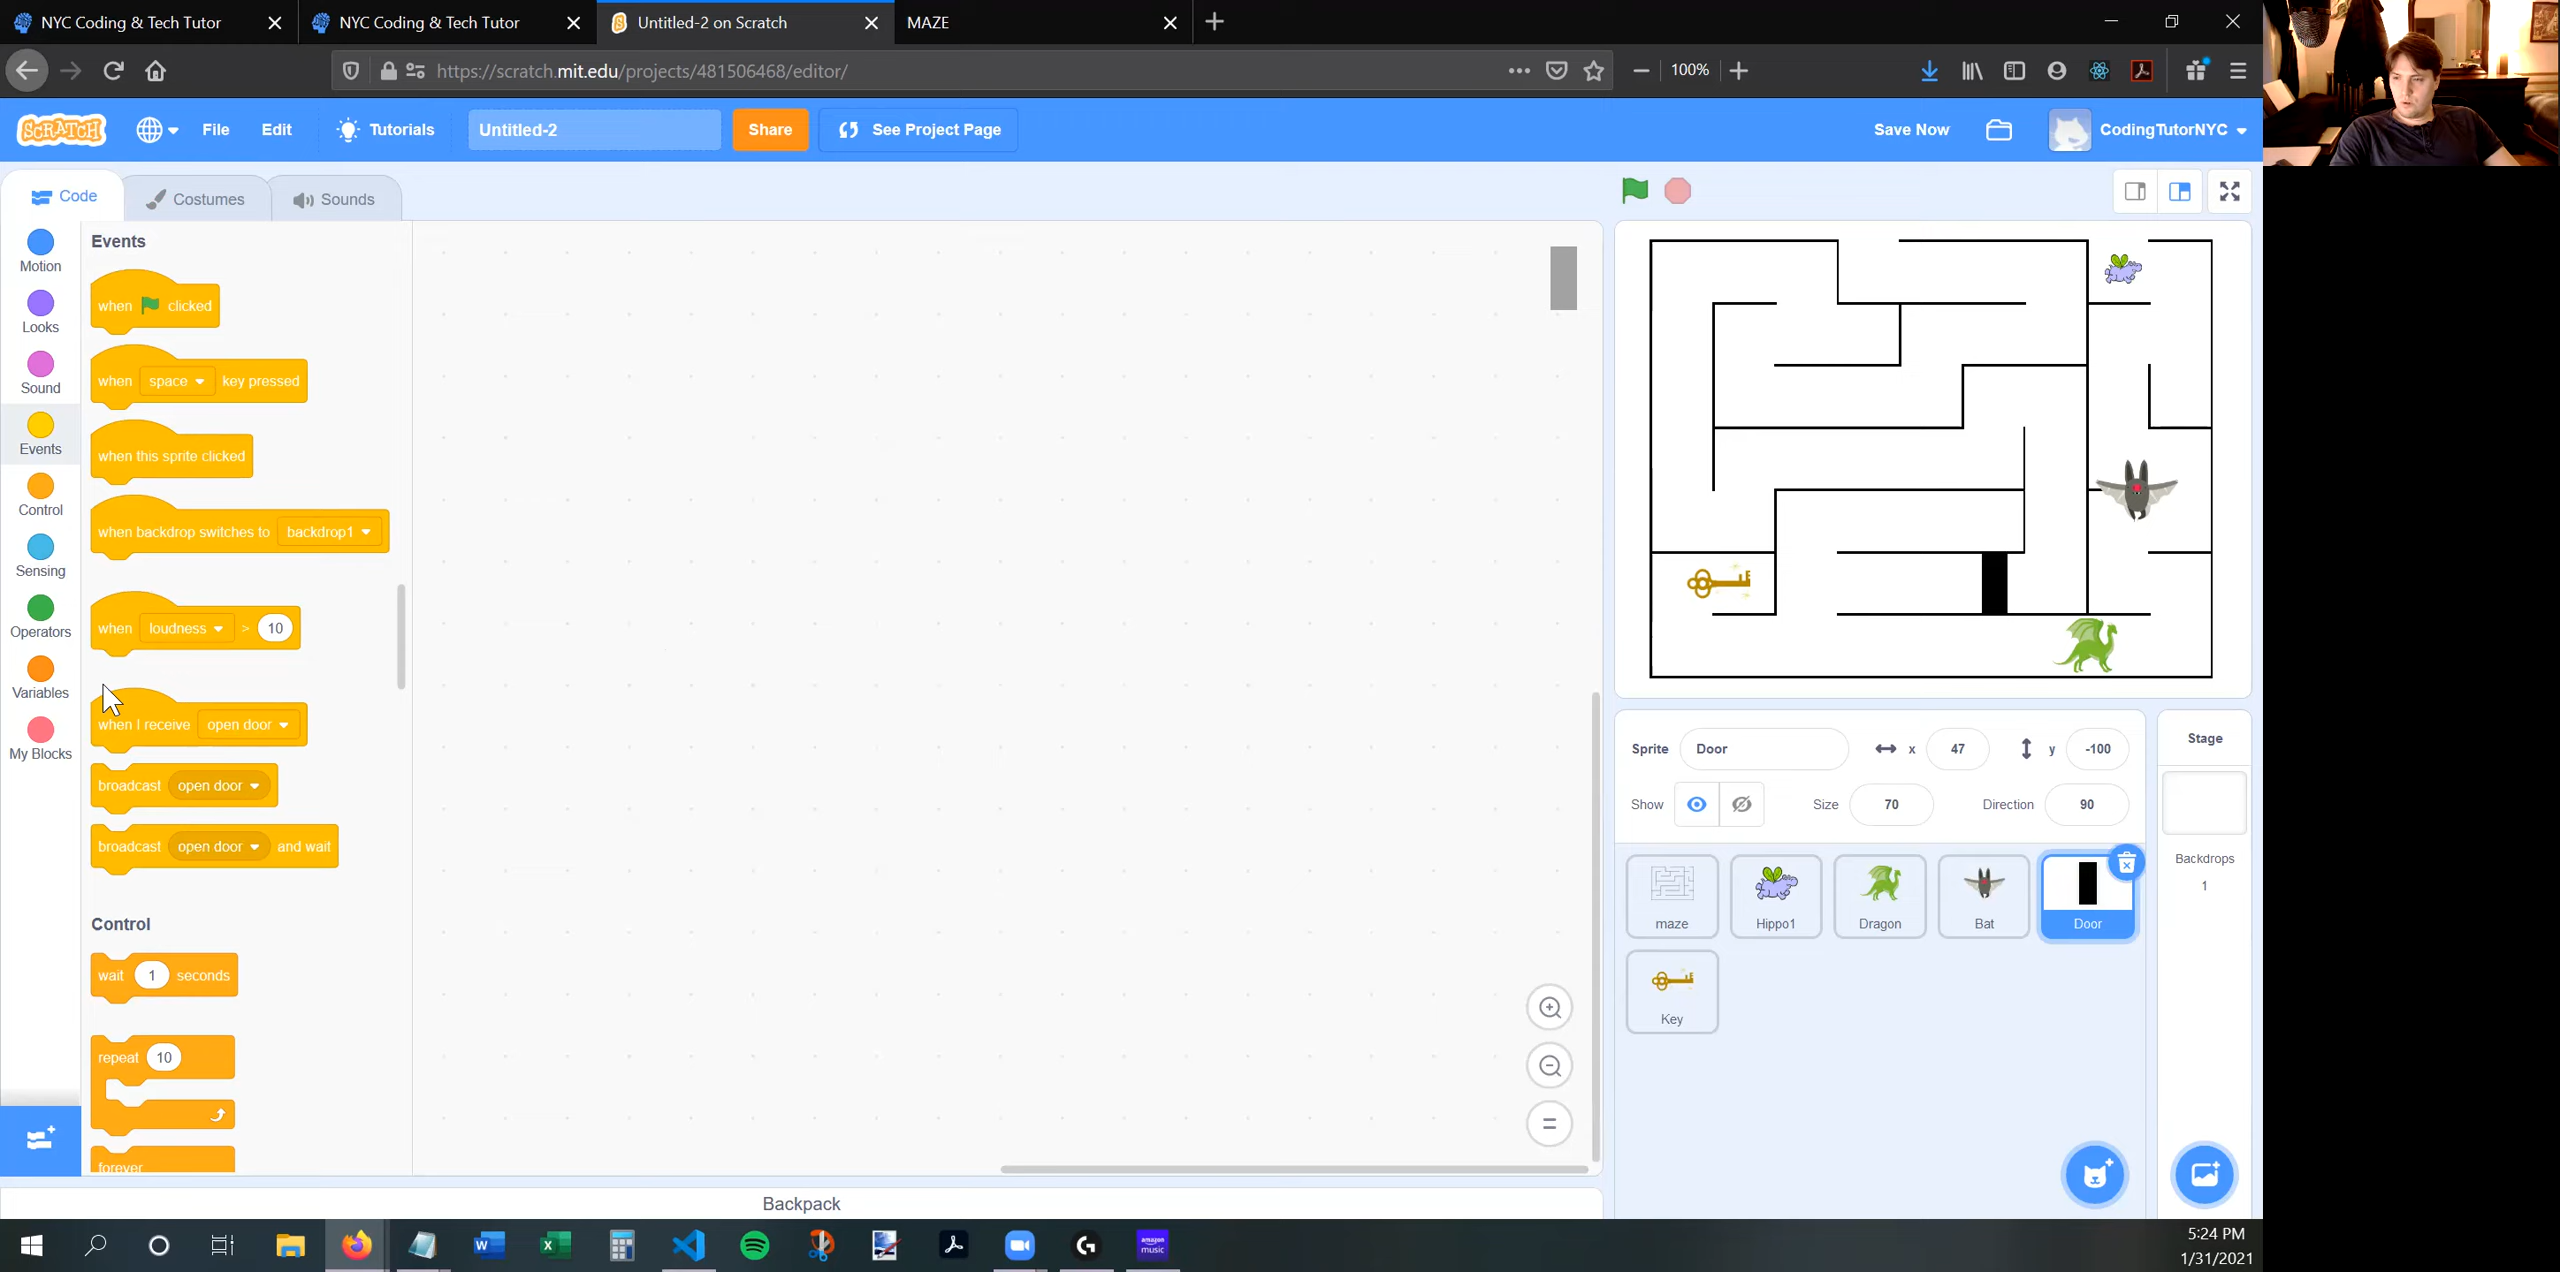 NYC Coding & Tech Tutor
NYC Coding & Tech Tutor
Untitled-2 on Scratch
MAZE
https://scratch.mit.edu/projects/481506468/editor/
100%
SCRATCH
File
Edit
Tutorials
Untitled-2
Share
See Project Page
Save Now
CodingTutorNYC
Code
Costumes
Sounds
Motion
Looks
Sound
Events
Control
Sensing
Operators
Variables
My Blocks
Events
when clicked
when space key pressed
when this sprite clicked
when backdrop switches to backdrop1
when loudness > 10
when I receive open door
broadcast open door
broadcast open door and wait
Control
wait 1 seconds
repeat 10
forever
Sprite Door x 47 y -100
Show Size 70 Direction 90
maze
Hippo1
Dragon
Bat
Door
Key
Stage
Backdrops
1
Backpack
amazon music
5:24 PM
1/31/2021